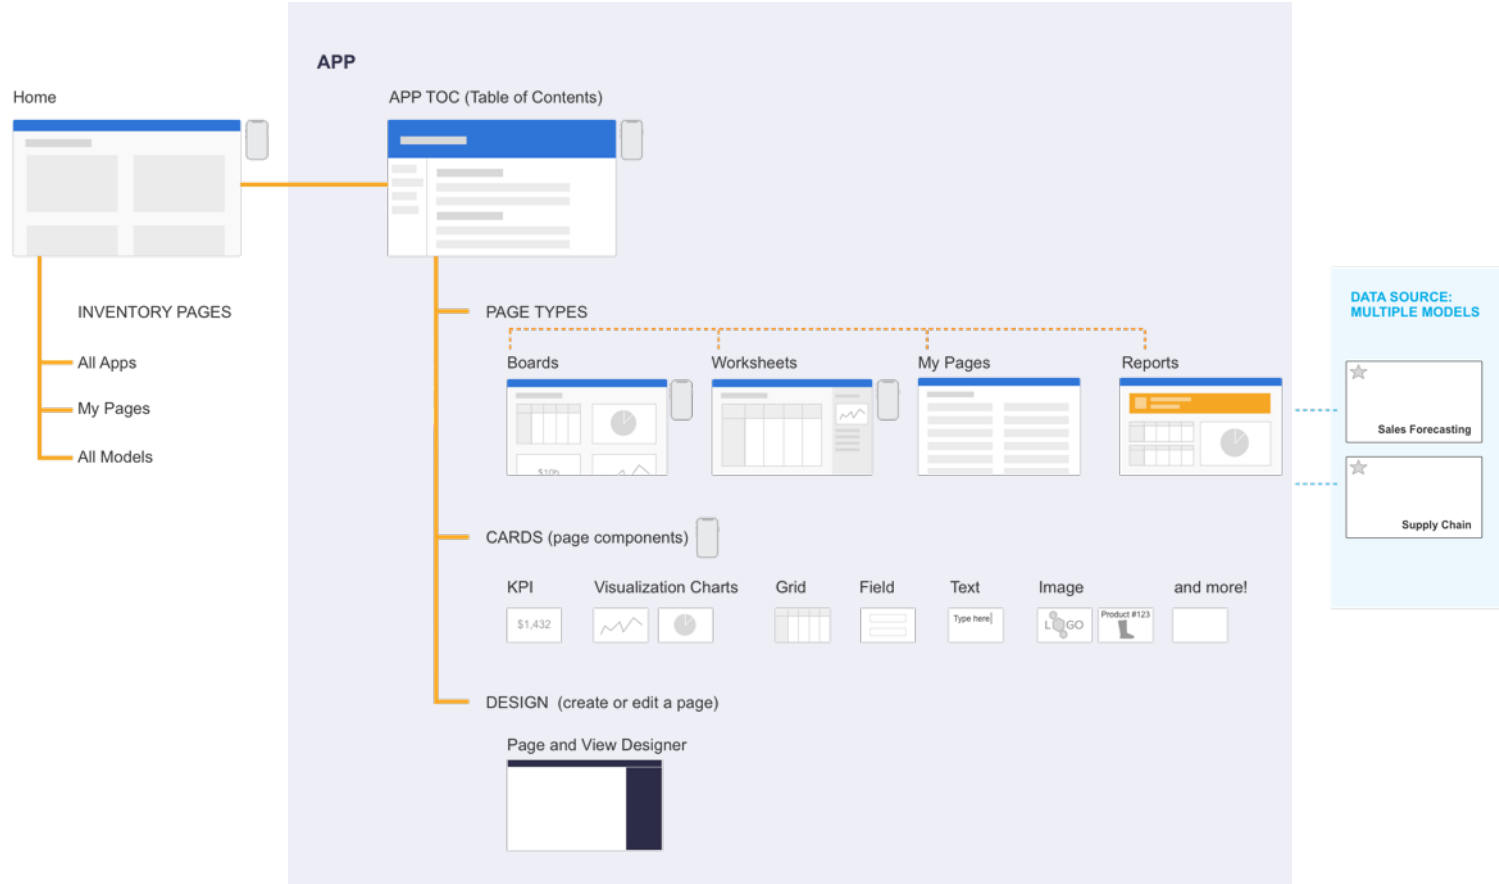 APP
Home
APP TOC (Table of Contents)
INVENTORY PAGES
All Apps
My Pages
All Models
PAGE TYPES
Boards
Worksheets
My Pages
Reports
$10b
DATA SOURCE:
MULTIPLE MODELS
Sales Forecasting
Supply Chain
CARDS (page components)
KPI
Visualization Charts
Grid
Field
Text
Image
and more!
$1,432
Type here
LOGO
Product #123
DESIGN (create or edit a page)
Page and View Designer